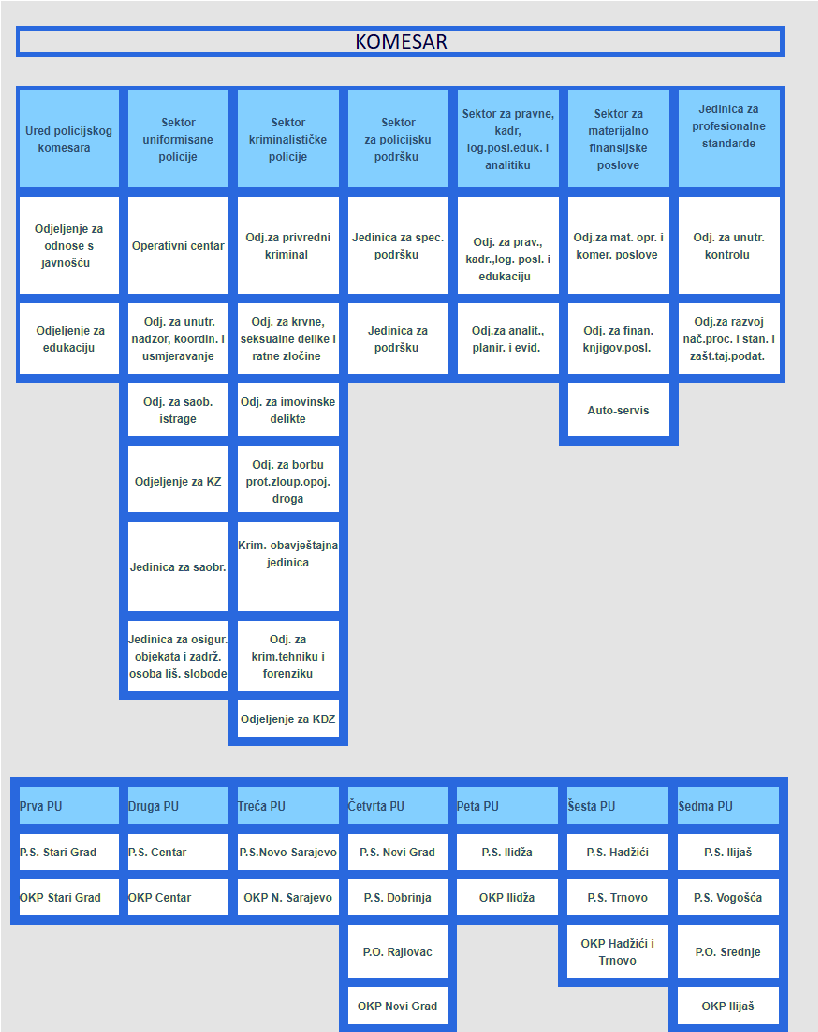 KOMESAR
Ured policijskog
komesara
Sektor
uniformisane
policije
Sektor
kriminalističke
policije
Sektor
za policijsku
podršku
Sektor za pravne,
kadr,
log.posl.eduk. i
analitiku
Sektor za
materijalno
finansijske
poslove
Jedinica za
profesionalne
standarde
Odjeljenje za
odnose s
javnošću
Operativni centar
Odj.za privredni
kriminal
Jedinica za spec.
podršku
Odj. za prav.,
kadr.,log. posl. i
edukaciju
Odj.za mat. opr. i
komer. poslove
Odj. za unutr.
kontrolu
Odjeljenje za
edukaciju
Odj. za unutr.
nadzor, koordin. i
usmjeravanje
Odj. za krvne,
seksualne delike i
ratne zločine
Jedinica za
podršku
Odj.za analit.,
planir. i evid.
Odj. za finan.
knjigov.posl.
Odj.za razvoj
nač.proc. i stan. i
zašt.taj.podat.
Odj. za saob.
istrage
Odj. za imovinske
delikte
Auto-servis
Odjeljenje za KZ
Odj. za borbu
prot.zloup.opoj.
droga
Jedinica za saobr.
Krim. obavještajna
jedinica
Jedinica za osigur.
objekata i zadrž.
osoba liš. slobode
Odj. za
krim.tehniku i
forenziku
Odjeljenje za KDZ
Prva PU
Druga PU
Treća PU
Četvrta PU
Peta PU
Šesta PU
Sedma PU
P.S. Stari Grad
P.S. Centar
P.S.Novo Sarajevo
P.S. Novi Grad
P.S. Ilidža
P.S. Hadžići
P.S. Ilijaš
OKP Stari Grad
OKP Centar
OKP N. Sarajevo
P.S. Dobrinja
OKP Ilidža
P.S. Trnovo
P.S. Vogošća
P.O. Rajlovac
OKP Hadžići i
Trnovo
P.O. Srednje
OKP Novi Grad
OKP Ilijaš